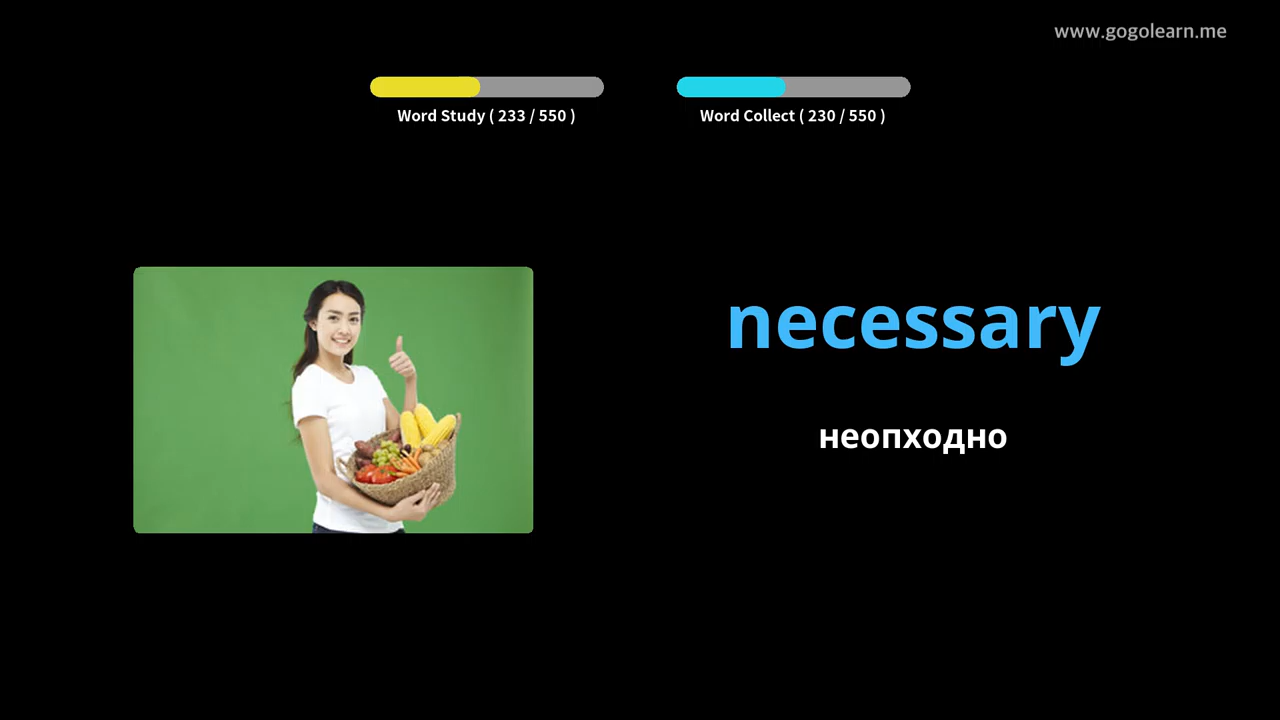 www.gogolearn.me
Word Study ( 233 / 550 )
Word Collect ( 230 / 550 )
necessary
неопходно